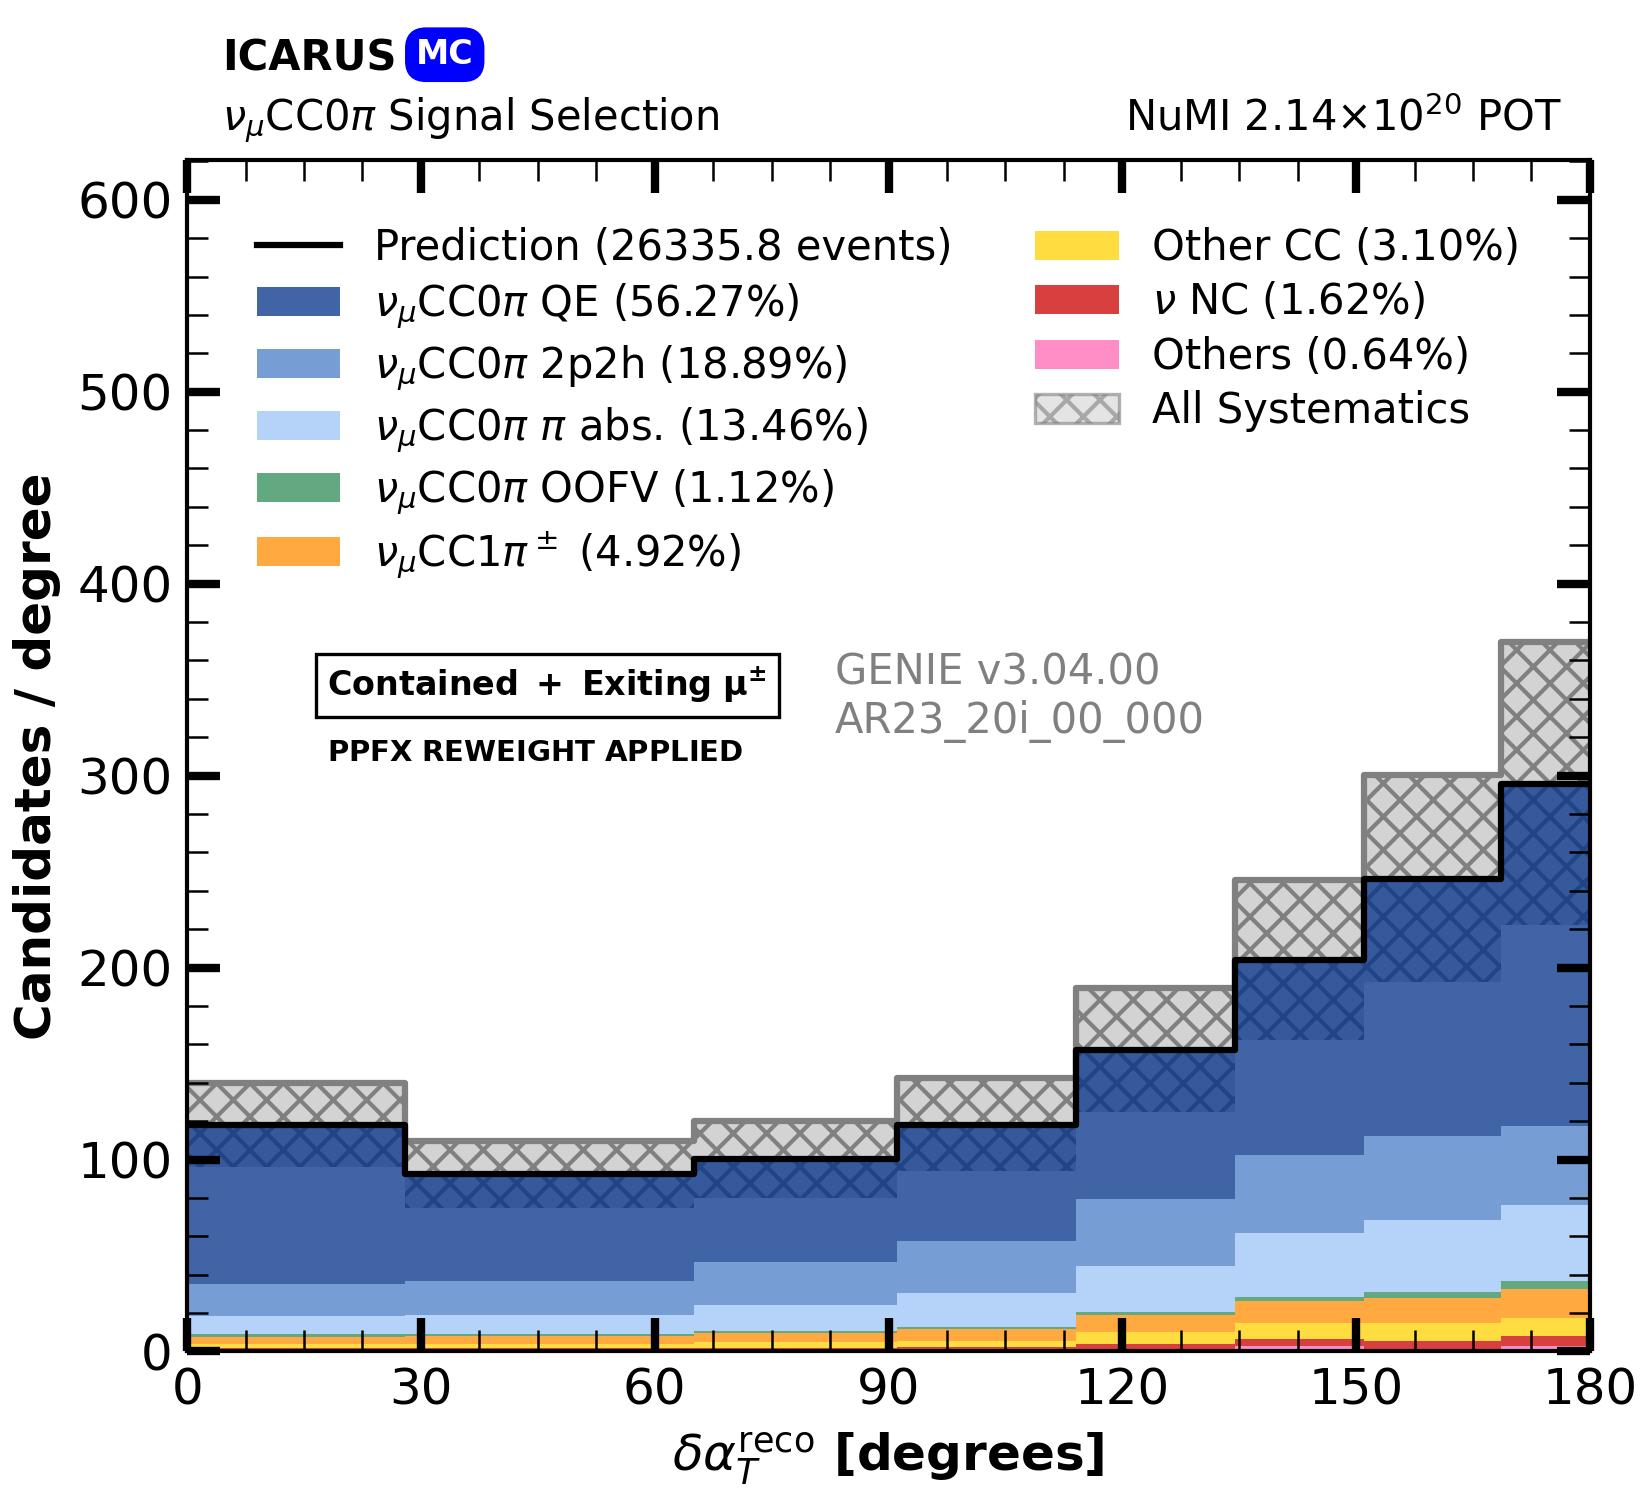 ICARUS MC
νμCC0π Signal Selection
NuMI 2.14×10²⁰ POT
Prediction (26335.8 events)
νμCC0π QE (56.27%)
νμCC0π 2p2h (18.89%)
νμCC0π π abs. (13.46%)
νμCC0π OOFV (1.12%)
νμCC1π± (4.92%)
Other CC (3.10%)
ν NC (1.62%)
Others (0.64%)
All Systematics
Contained + Exiting μ±
PPFX REWEIGHT APPLIED
GENIE v3.04.00
AR23_20i_00_000
Candidates / degree
600
500
400
300
200
100
0
0 30 60 90 120 150 180
δα_T^reco [degrees]